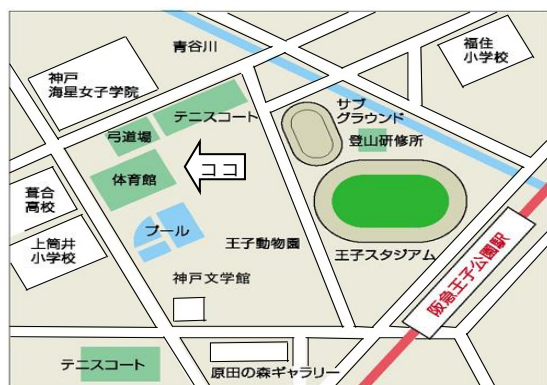 青谷川
福住
小学校
神戸
海星女子学院
テニスコート
サブ
グラウンド
弓道場
登山研修所
ココ
体育館
葺合
高校
プール
上筒井
小学校
王子動物園
王子スタジアム
阪急王子公園駅
神戸文学館
テニスコート
原田の森ギャラリー